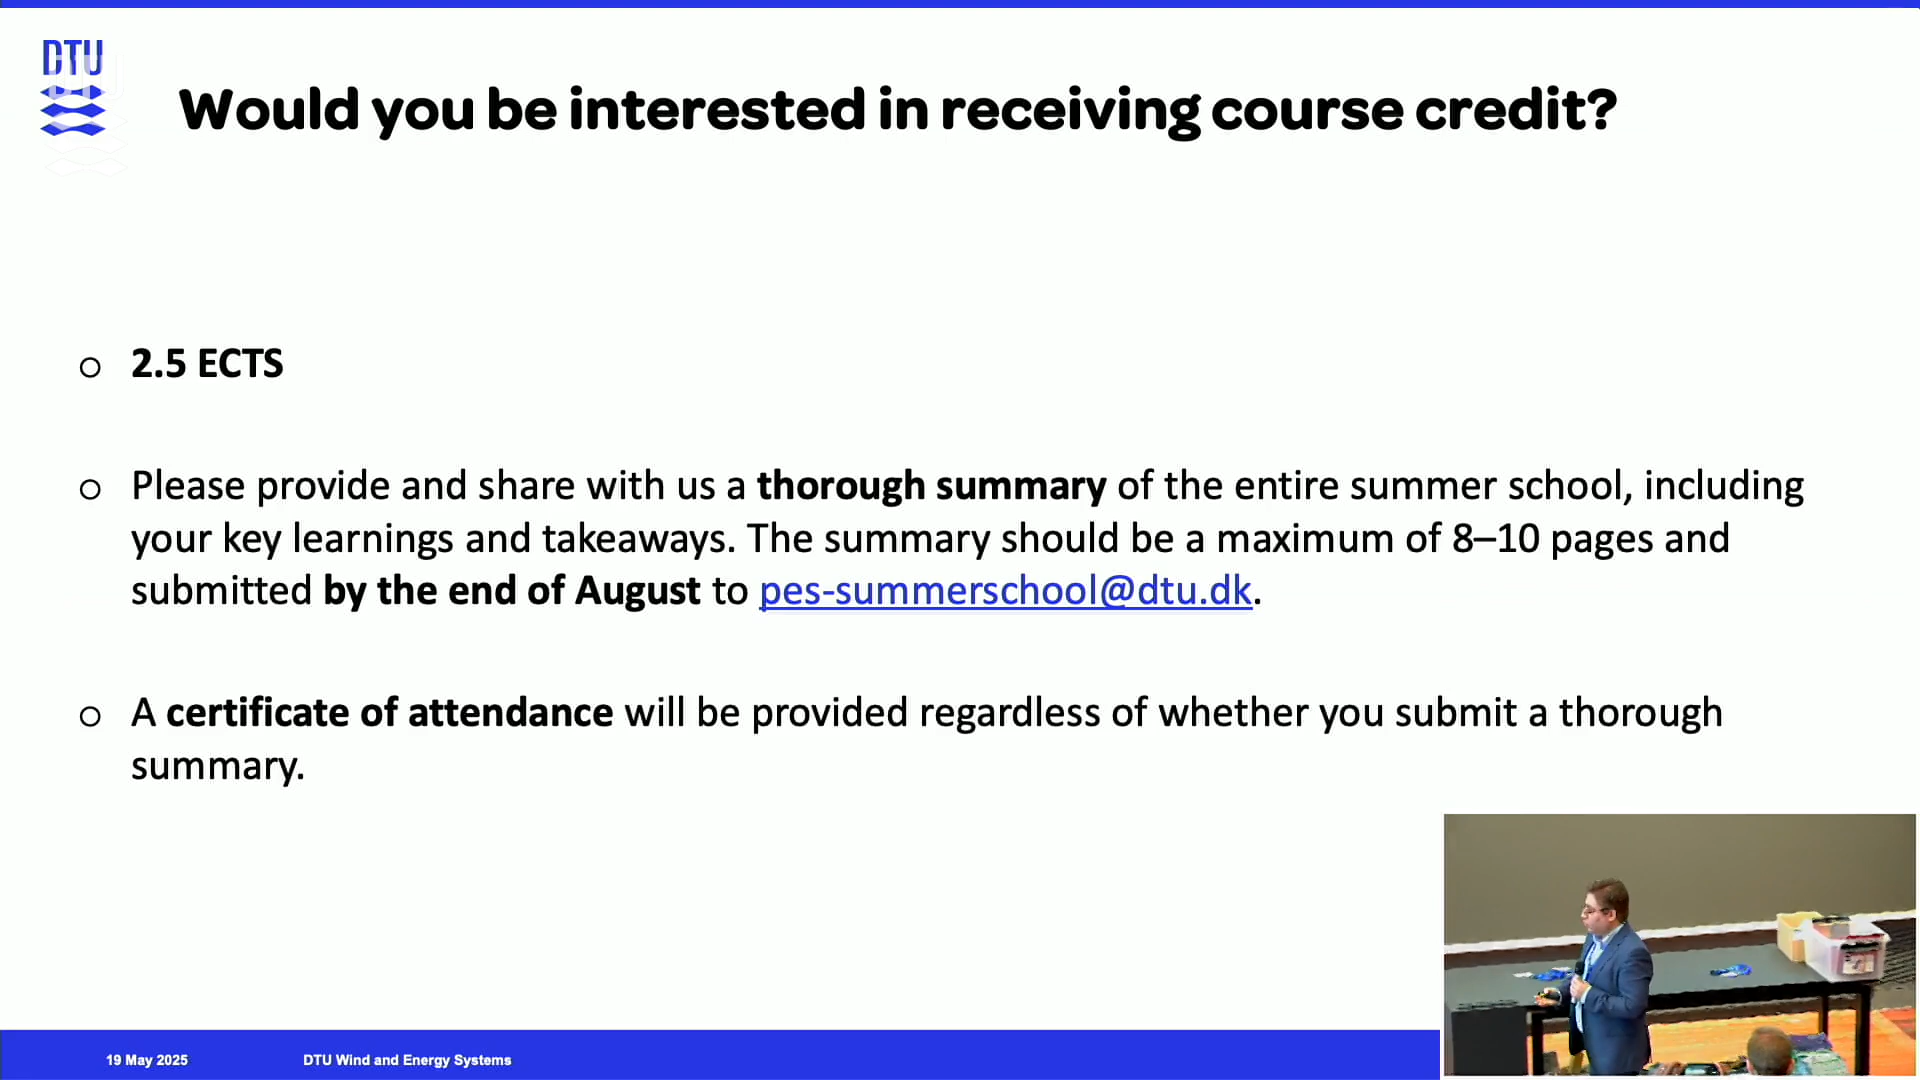 DTU
Would you be interested in receiving course credit?
2.5 ECTS
Please provide and share with us a thorough summary of the entire summer school, including
your key learnings and takeaways. The summary should be a maximum of 8–10 pages and
submitted by the end of August to pes-summerschool@dtu.dk.
A certificate of attendance will be provided regardless of whether you submit a thorough
summary.
19 May 2025
DTU Wind and Energy Systems